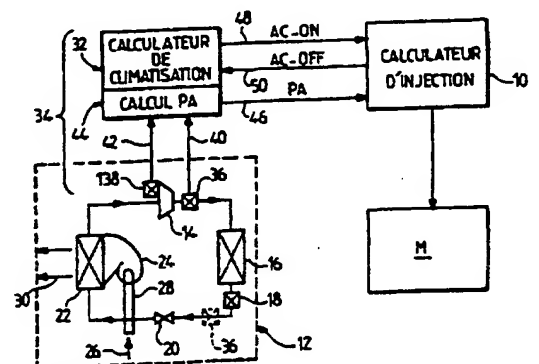 48
AC-ON
32
CALCULATEUR
DE
CLIMATISATION
AC-OFF
50
CALCULATEUR
D'INJECTION
10
34
44
CALCUL PA
PA
46
42
40
138
36
14
M
24
16
28
18
30
22
20
36
12
26